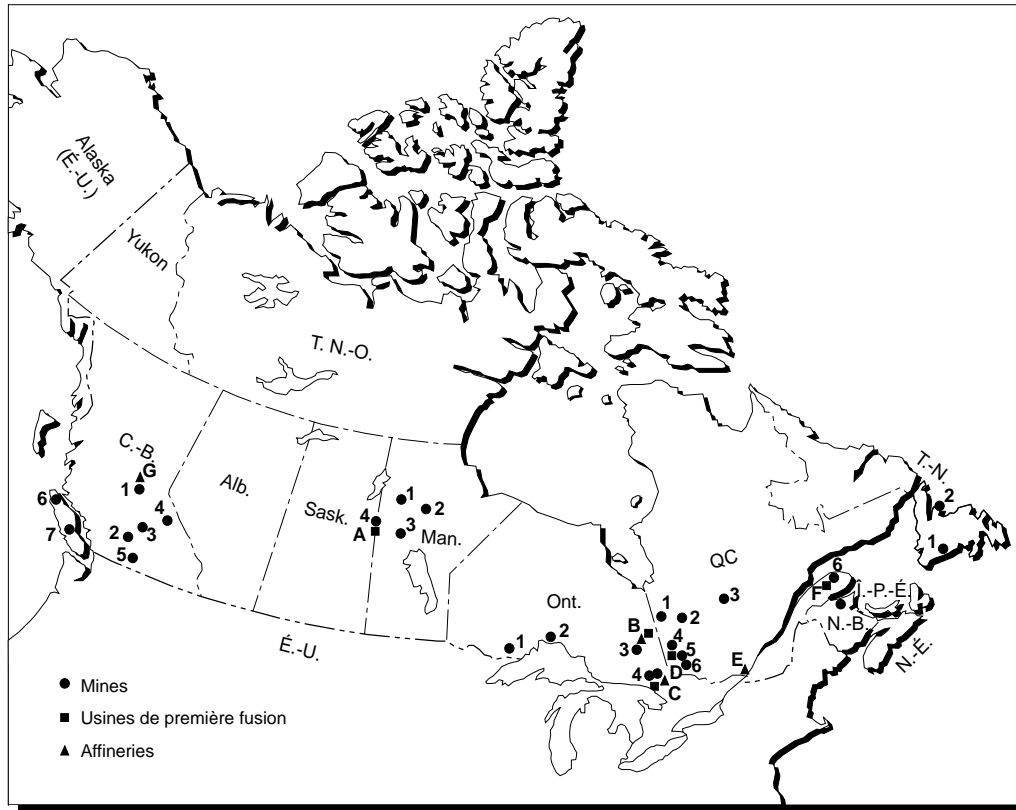 Alaska
(É.-U.)
Yukon
T. N.-O.
C.-B.
G
1
6
7
2
3
4
5
Alb.
Sask.
4
A
1
2
3
Man.
Ont.
1
2
B
3
4
C
QC
1
2
3
4
5
6
D
E
T.-N.
2
1
6
F
Î.-P.-É.
N.-B.
N.-É.
É.-U.
Mines
Usines de première fusion
Affineries